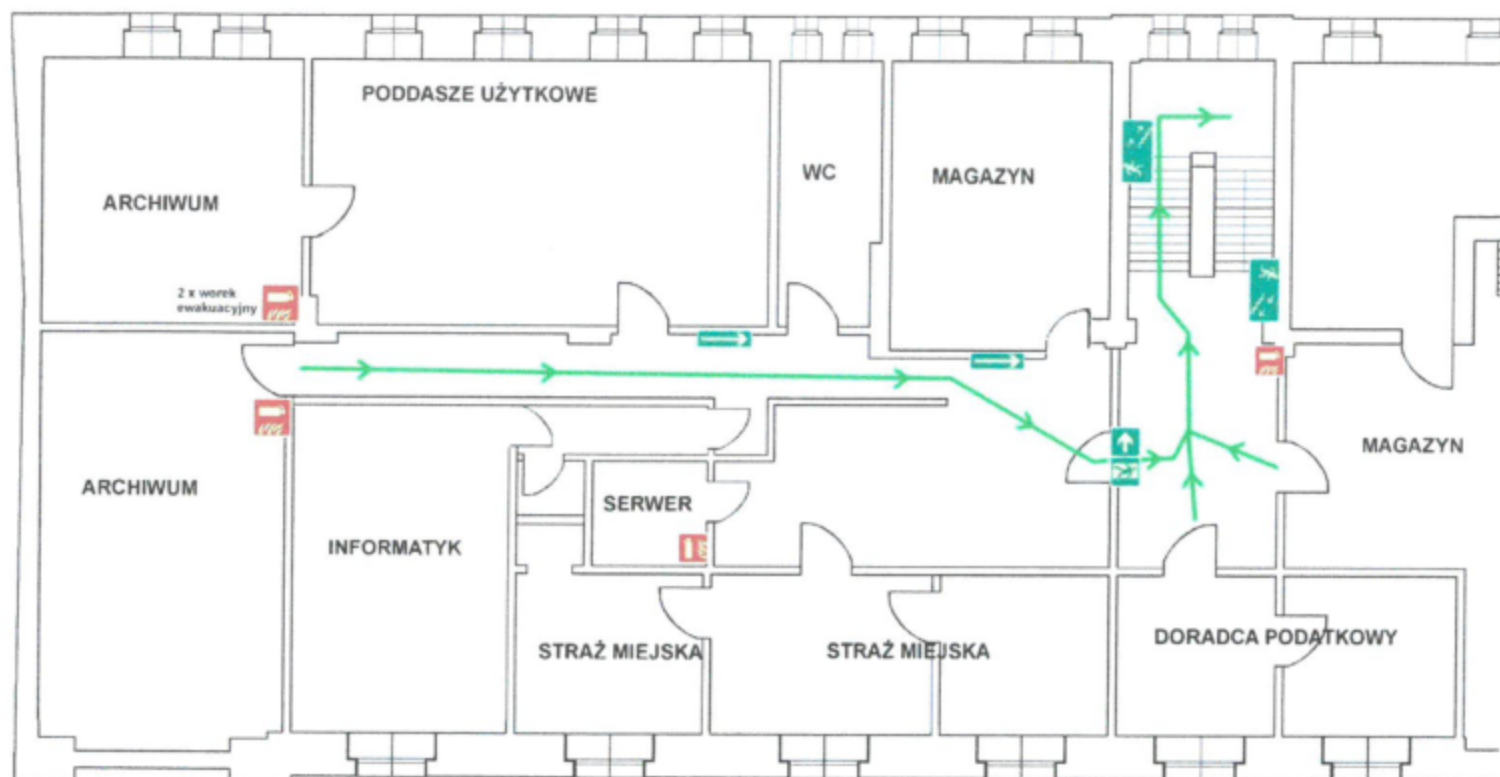 PODDASZE UŻYTKOWE
ARCHIWUM
WC
MAGAZYN
2 x worek
ewakuacyjny
MAGAZYN
ARCHIWUM
SERWER
INFORMATYK
STRAŻ MIEJSKA
STRAŻ MIEJSKA
DORADCA PODATKOWY